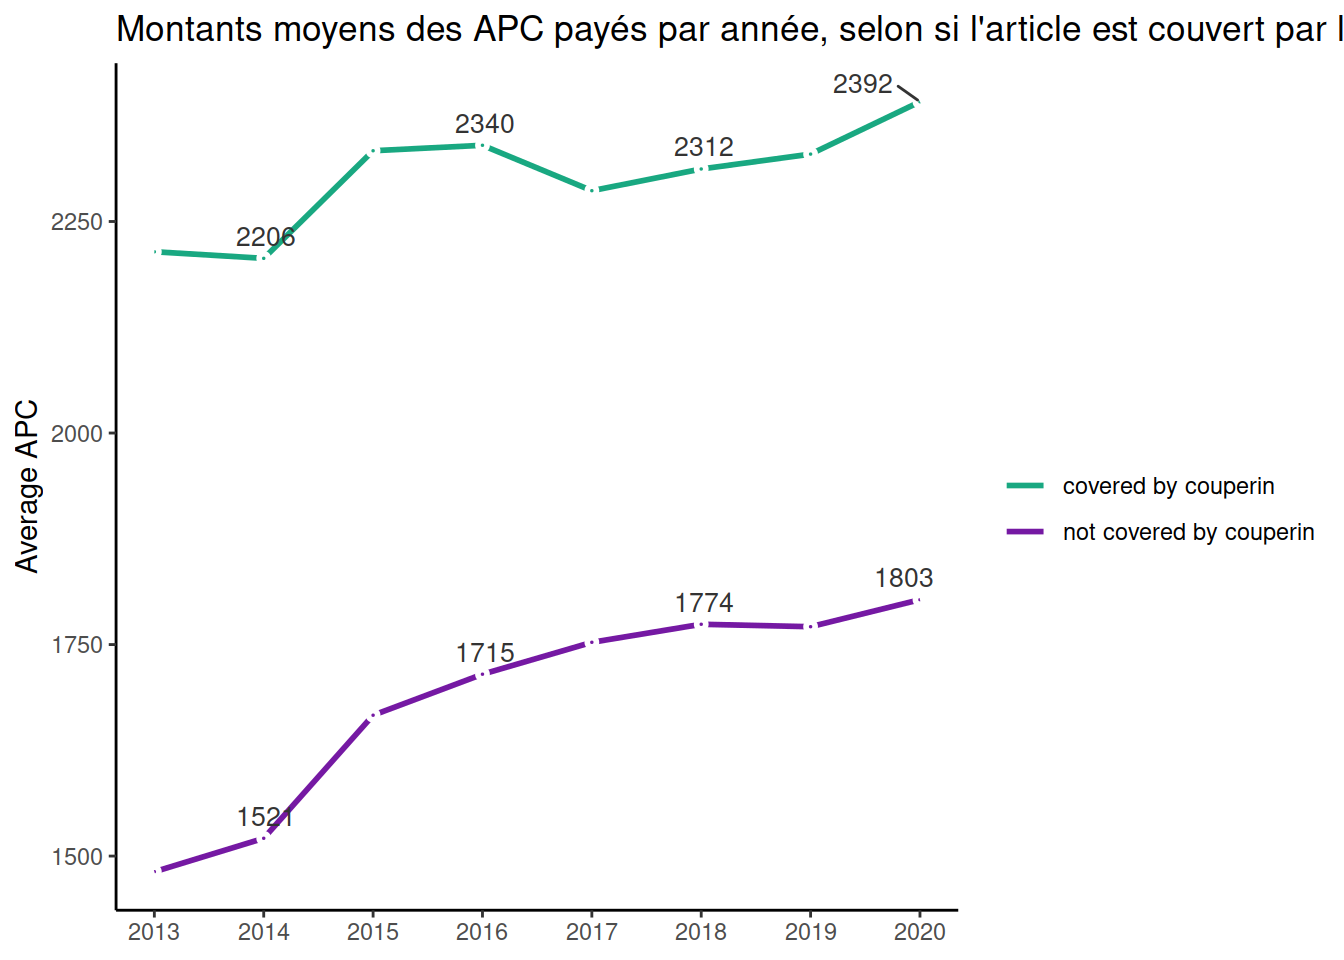 Montants moyens des APC payés par année, selon si l'article est couvert par l
2392
2340
2312
2250
2206
2000
Average APC
covered by couperin
not covered by couperin
1803
1774
1750
1715
1521
1500
2013 2014 2015 2016 2017 2018 2019 2020